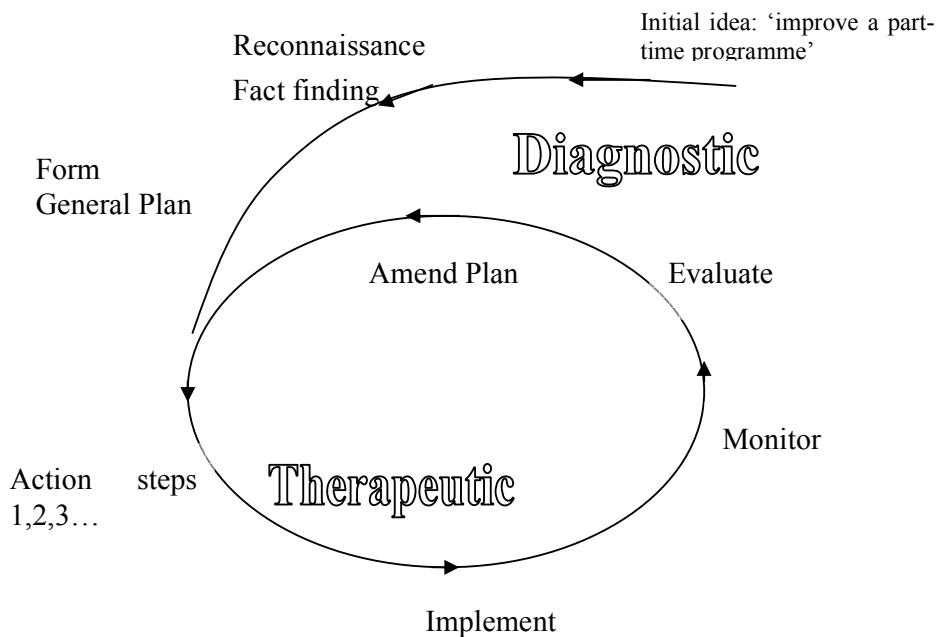 Initial idea: ‘improve a part-
time programme’
Reconnaissance
Fact finding
Diagnostic
Form
General Plan
Amend Plan
Evaluate
Monitor
Therapeutic
Action steps
1,2,3…
Implement